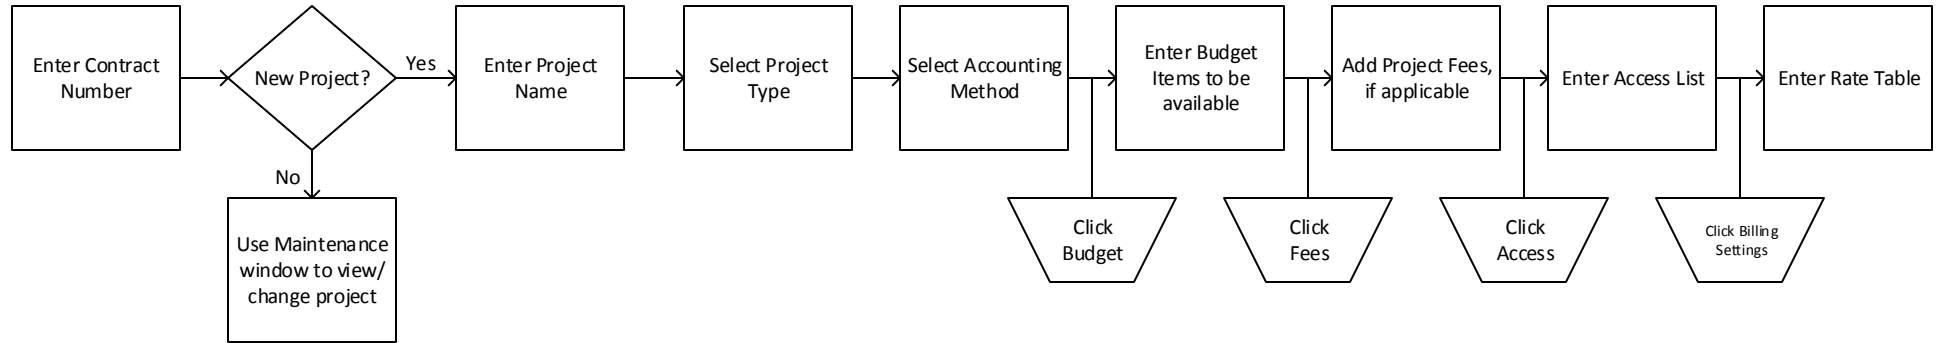 Enter Contract
Number
New Project?
Yes
Enter Project
Name
Select Project
Type
Select Accounting
Method
Enter Budget
Items to be
available
Add Project Fees,
if applicable
Enter Access List
Enter Rate Table
No
Use Maintenance
window to view/
change project
Click
Budget
Click
Fees
Click
Access
Click Billing
Settings